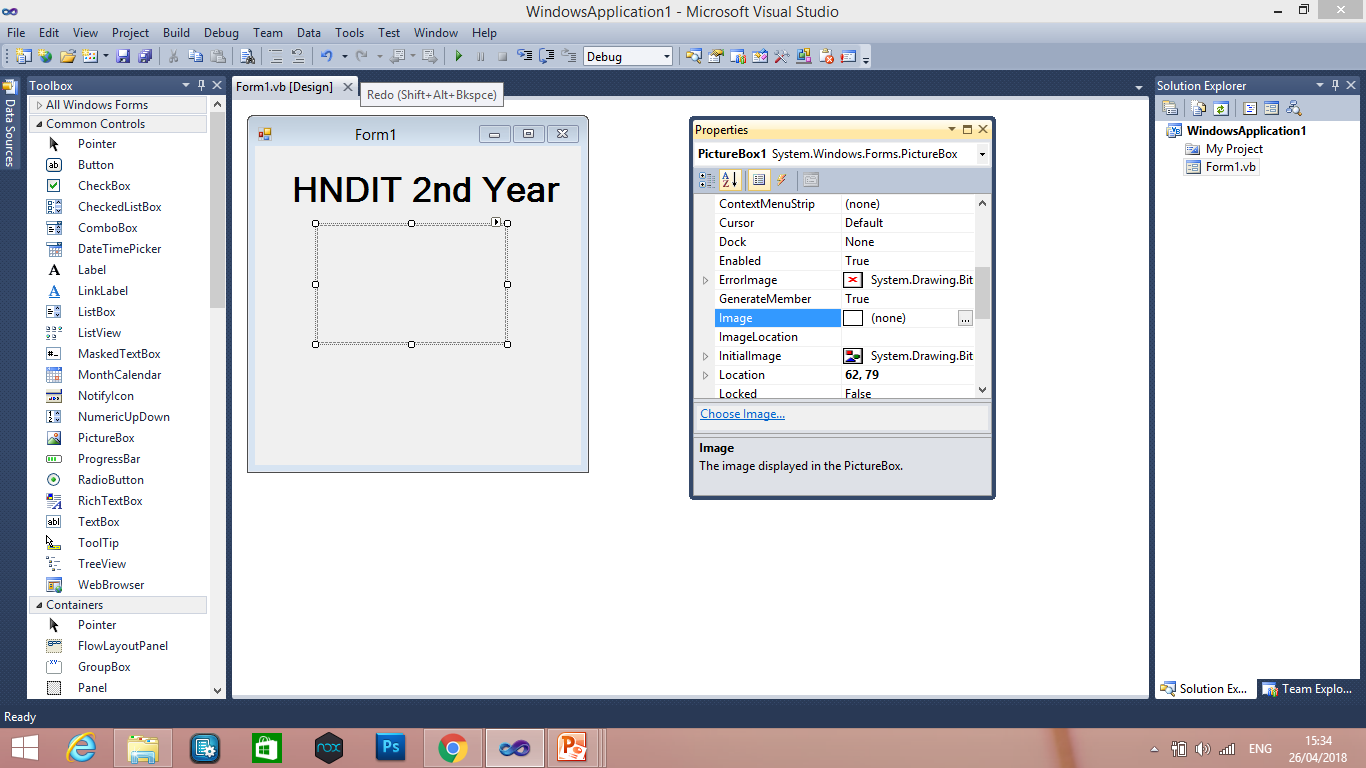 WindowsApplication1 - Microsoft Visual Studio
File Edit View Project Build Debug Team Data Tools Test Window Help
Debug
Data Sources
Toolbox
All Windows Forms
Common Controls
Pointer
Button
CheckBox
CheckedListBox
ComboBox
DateTimePicker
Label
LinkLabel
ListBox
ListView
MaskedTextBox
MonthCalendar
NotifyIcon
NumericUpDown
PictureBox
ProgressBar
RadioButton
RichTextBox
TextBox
ToolTip
TreeView
WebBrowser
Containers
Pointer
FlowLayoutPanel
GroupBox
Panel
Form1.vb [Design]
Redo (Shift+Alt+Bkspce)
Form1
HNDIT 2nd Year
Properties
PictureBox1 System.Windows.Forms.PictureBox
ContextMenuStrip (none)
Cursor Default
Dock None
Enabled True
ErrorImage System.Drawing.Bit
GenerateMember True
Image (none) ...
ImageLocation
InitialImage System.Drawing.Bit
Location 62, 79
Locked False
Choose Image...
Image
The image displayed in the PictureBox.
Solution Explorer
WindowsApplication1
My Project
Form1.vb
Solution Ex... Team Explo...
Ready
nox Ps ENG 15:34
26/04/2018